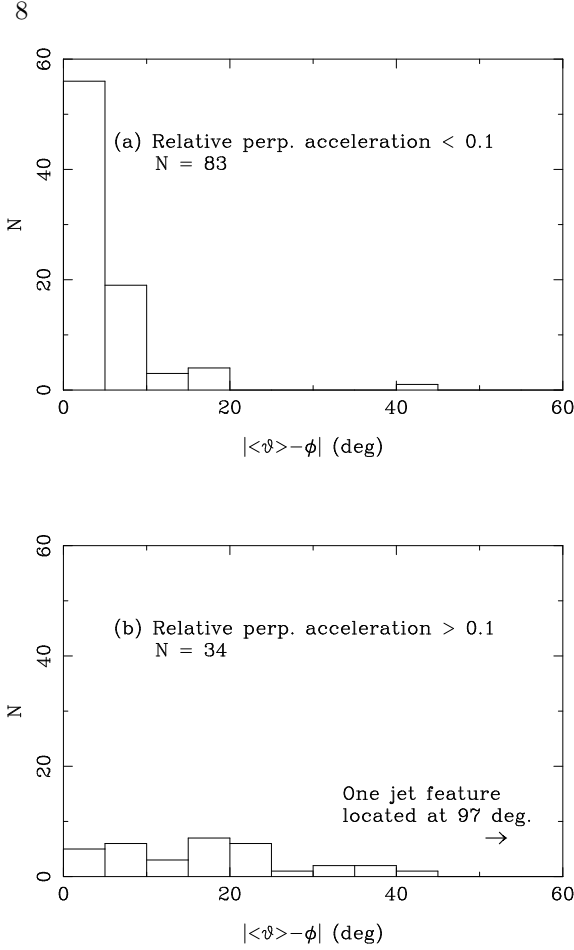 8
60
(a) Relative perp. acceleration < 0.1
N = 83
40
N
20
0
0 20 40 60
|<ϑ>−ϕ| (deg)
60
(b) Relative perp. acceleration > 0.1
N = 34
40
N
20
One jet feature
located at 97 deg.
→
0
0 20 40 60
|<ϑ>−ϕ| (deg)